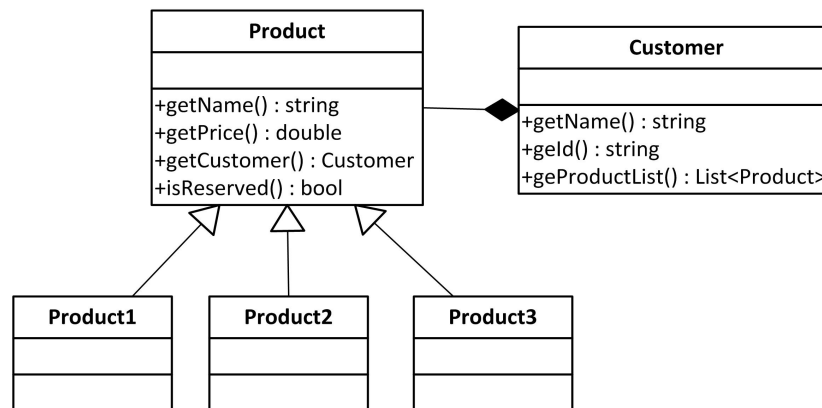 Product
+getName() : string
+getPrice() : double
+getCustomer() : Customer
+isReserved() : bool
Customer
+getName() : string
+geId() : string
+geProductList() : List<Product>
Product1
Product2
Product3